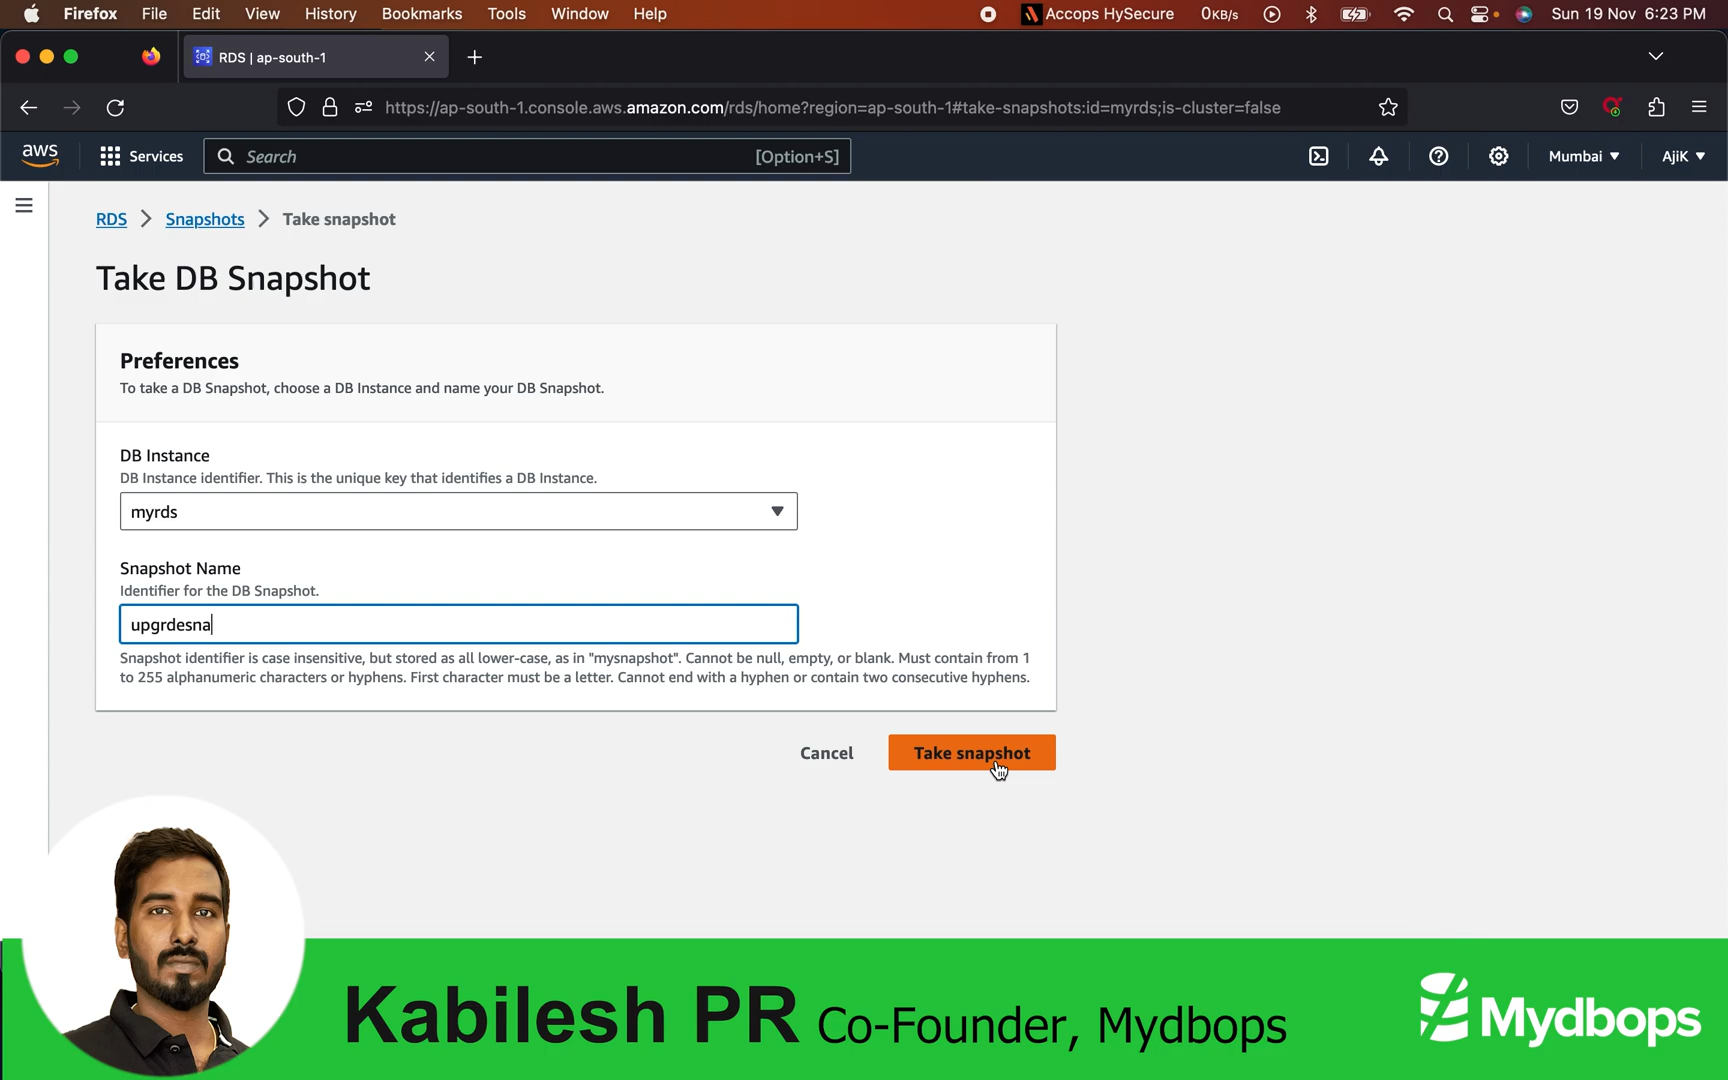 Firefox File Edit View History Bookmarks Tools Window Help Accops HySecure 0KB/s Sun 19 Nov 6:23 PM
RDS | ap-south-1
https://ap-south-1.console.aws.amazon.com/rds/home?region=ap-south-1#take-snapshots:id=myrds;is-cluster=false
aws Services Search [Option+S] Mumbai AjiK
RDS > Snapshots > Take snapshot
Take DB Snapshot
Preferences
To take a DB Snapshot, choose a DB Instance and name your DB Snapshot.
DB Instance
DB Instance identifier. This is the unique key that identifies a DB Instance.
myrds
Snapshot Name
Identifier for the DB Snapshot.
upgrdesna
Snapshot identifier is case insensitive, but stored as all lower-case, as in "mysnapshot". Cannot be null, empty, or blank. Must contain from 1
to 255 alphanumeric characters or hyphens. First character must be a letter. Cannot end with a hyphen or contain two consecutive hyphens.
Cancel Take snapshot
Kabilesh PR Co-Founder, Mydbops
Mydbops